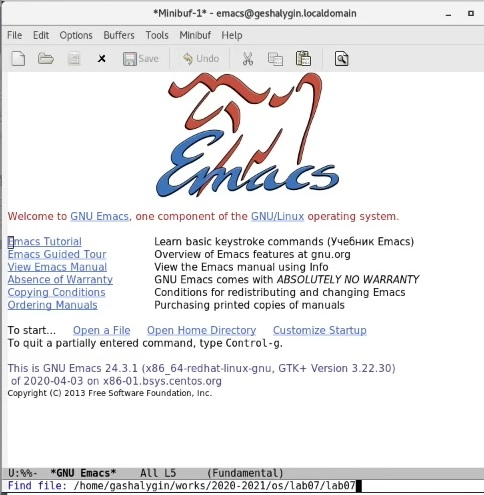 *Minibuf-1* - emacs@geshalygin.localdomain
File Edit Options Buffers Tools Minibuf Help
Save Undo
Emacs
Welcome to GNU Emacs, one component of the GNU/Linux operating system.
Emacs Tutorial Learn basic keystroke commands (Учебник Emacs)
Emacs Guided Tour Overview of Emacs features at gnu.org
View Emacs Manual View the Emacs manual using Info
Absence of Warranty GNU Emacs comes with ABSOLUTELY NO WARRANTY
Copying Conditions Conditions for redistributing and changing Emacs
Ordering Manuals Purchasing printed copies of manuals
To start... Open a File Open Home Directory Customize Startup
To quit a partially entered command, type Control-g.
This is GNU Emacs 24.3.1 (x86_64-redhat-linux-gnu, GTK+ Version 3.22.30)
of 2020-04-03 on x86-01.bsys.centos.org
Copyright (C) 2013 Free Software Foundation, Inc.
U:%%- *GNU Emacs* All L5 (Fundamental)
Find file: /home/gashalygin/works/2020-2021/os/lab07/lab07